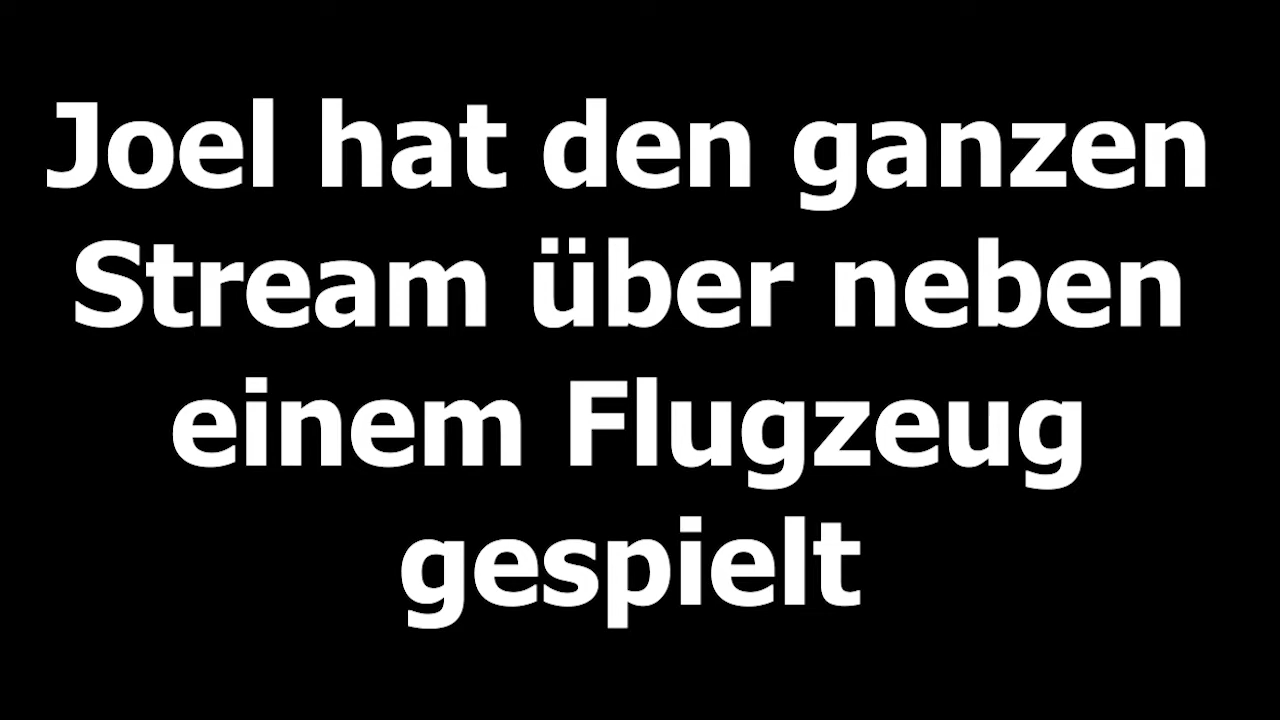 Joel hat den ganzen
Stream über neben
einem Flugzeug
gespielt